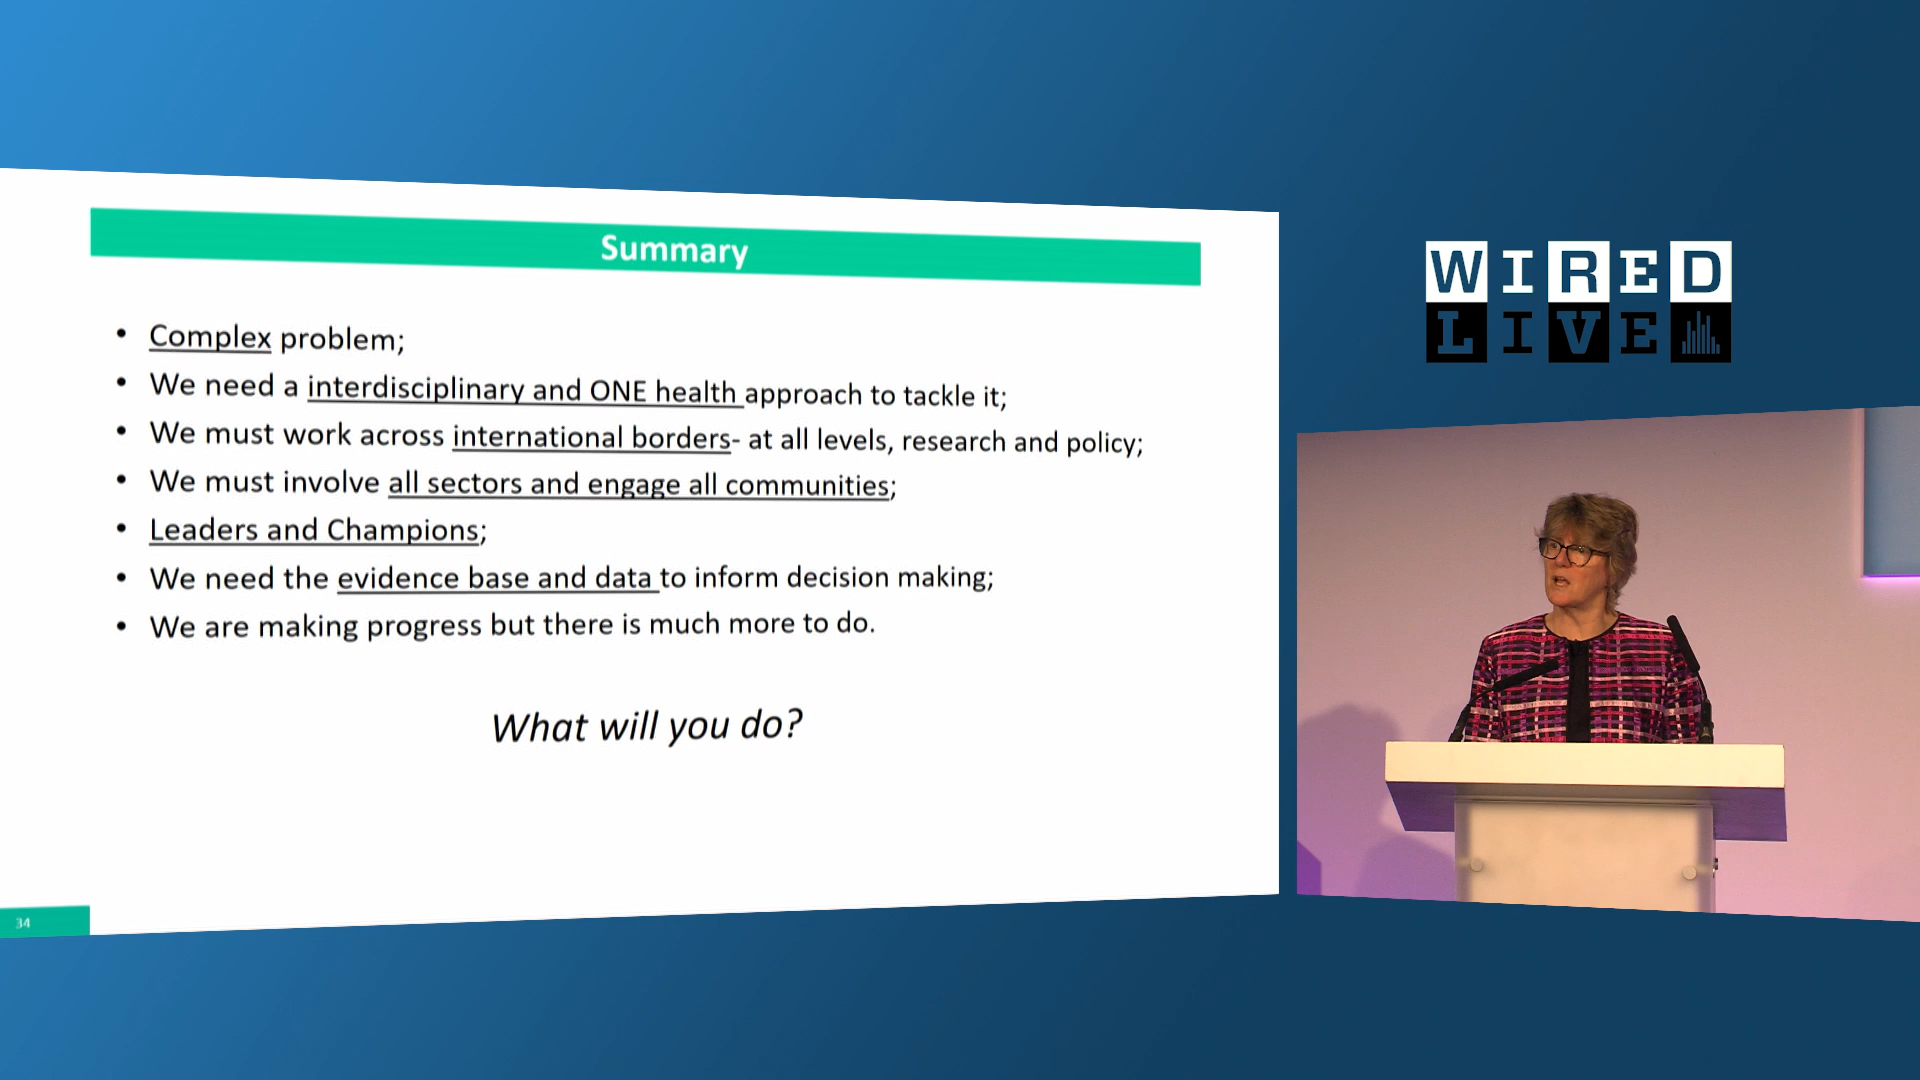 Summary
• Complex problem;
• We need a interdisciplinary and ONE health approach to tackle it;
• We must work across international borders- at all levels, research and policy;
• We must involve all sectors and engage all communities;
• Leaders and Champions;
• We need the evidence base and data to inform decision making;
• We are making progress but there is much more to do.
What will you do?
34
WIRED
LIVE